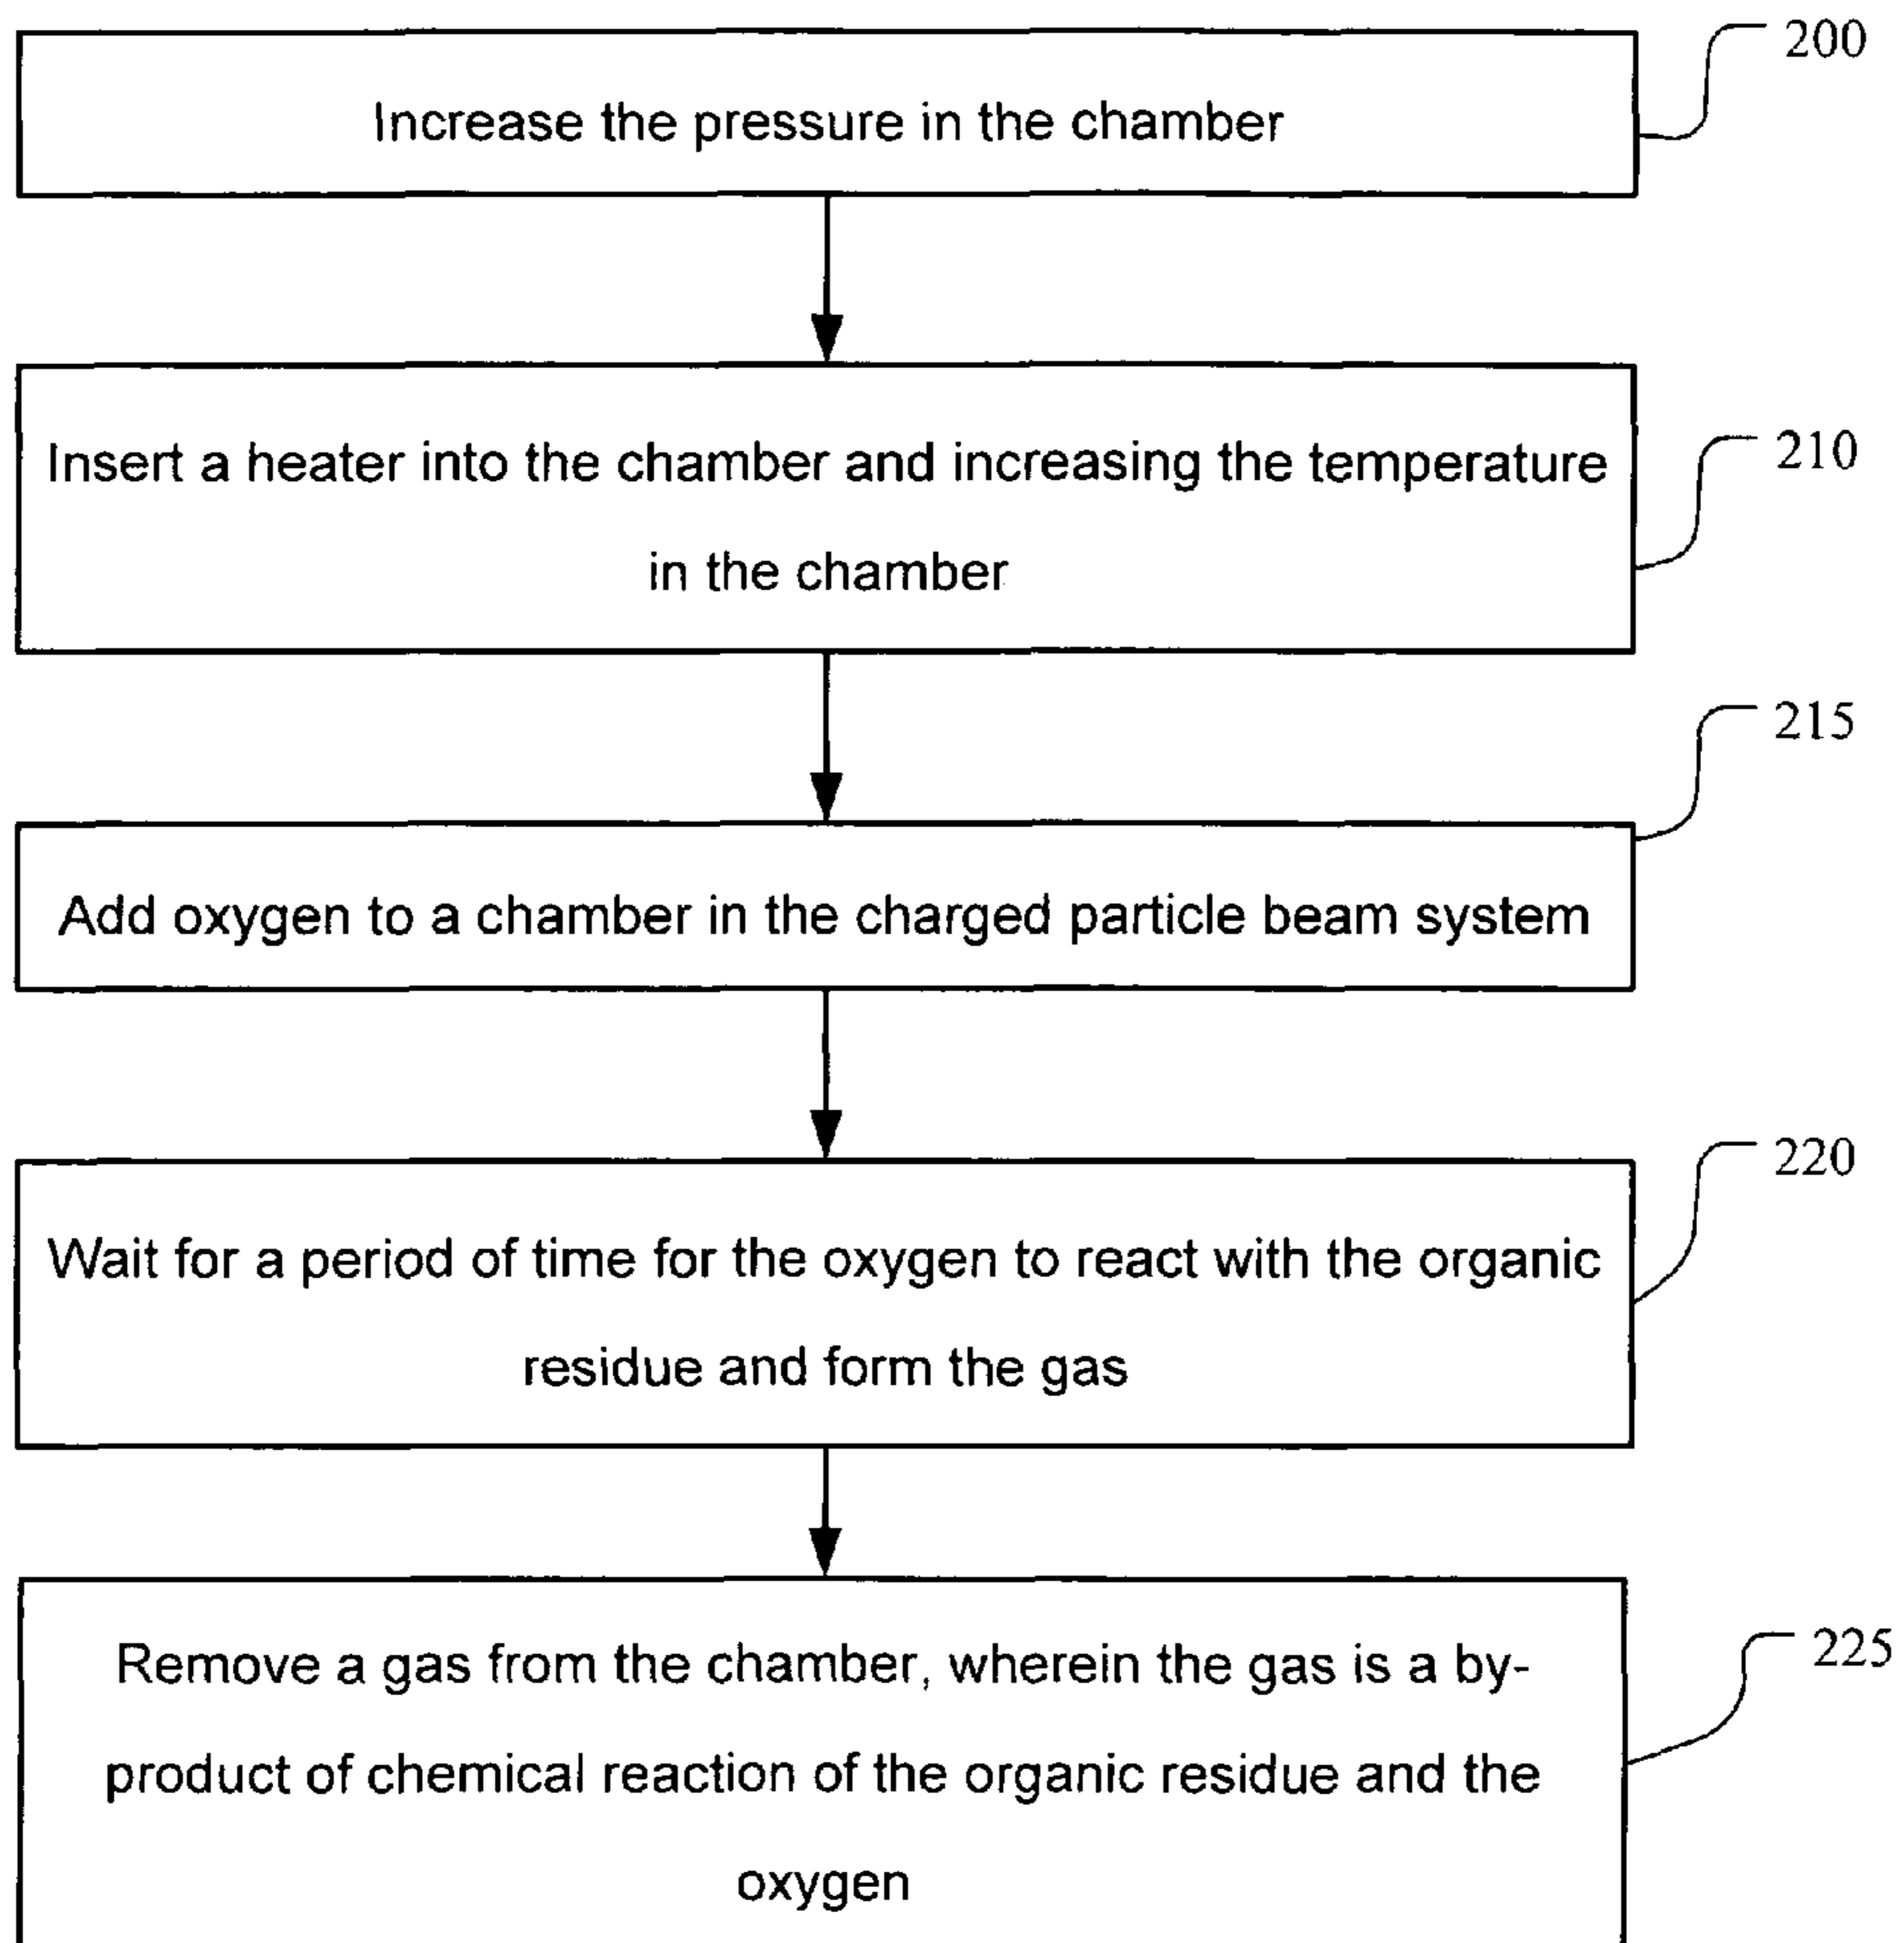 200
Increase the pressure in the chamber
210
Insert a heater into the chamber and increasing the temperature
in the chamber
215
Add oxygen to a chamber in the charged particle beam system
220
Wait for a period of time for the oxygen to react with the organic
residue and form the gas
225
Remove a gas from the chamber, wherein the gas is a by-
product of chemical reaction of the organic residue and the
oxygen